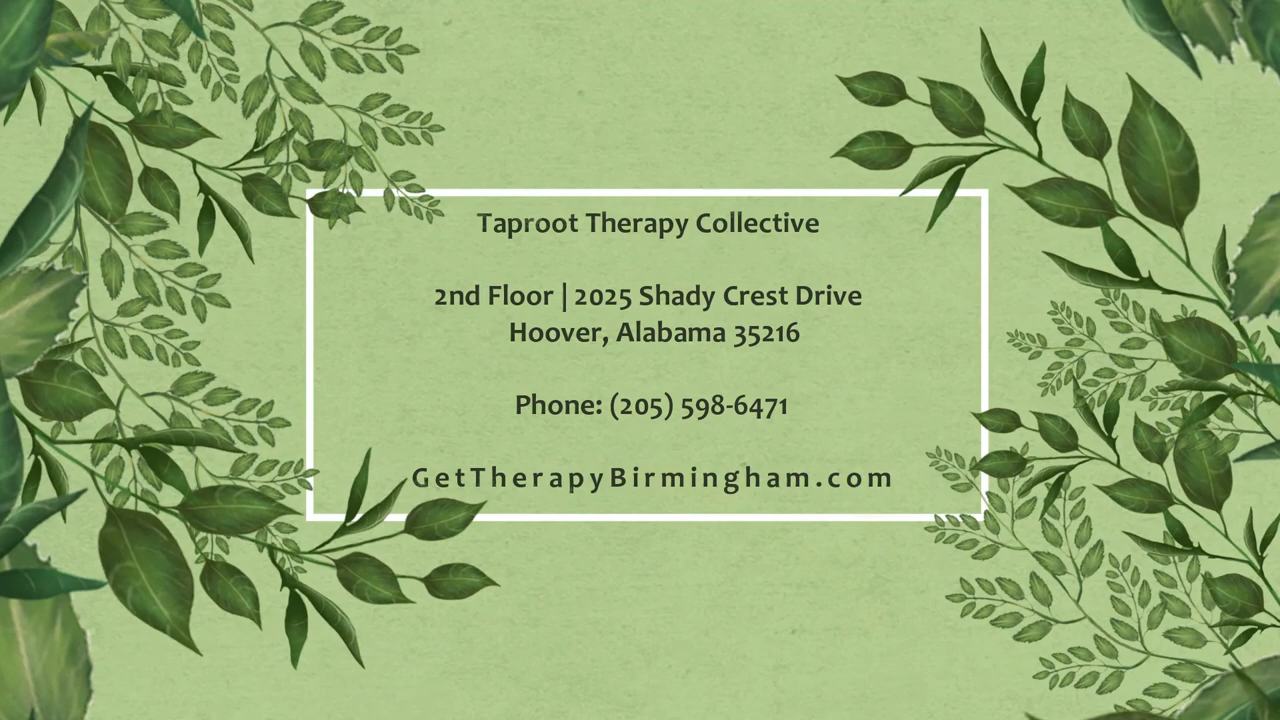 Taproot Therapy Collective
2nd Floor | 2025 Shady Crest Drive
Hoover, Alabama 35216
Phone: (205) 598-6471
GetTherapyBirmingham.com